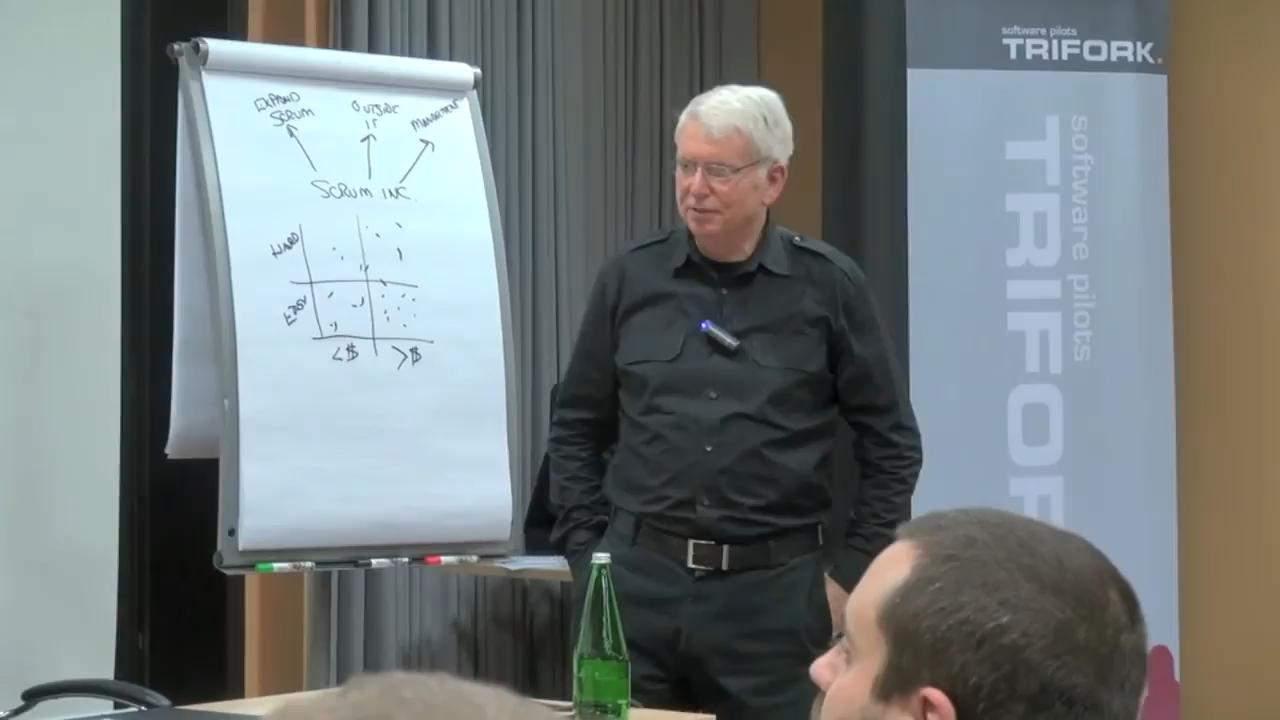 EXPAND
SCRUM
OUTSIDE
IT
MANAGEMENT
SCRUM INC.
HARD
EASY
<$
>$
software pilots
TRIFORK.
software pilots
TRIFOR